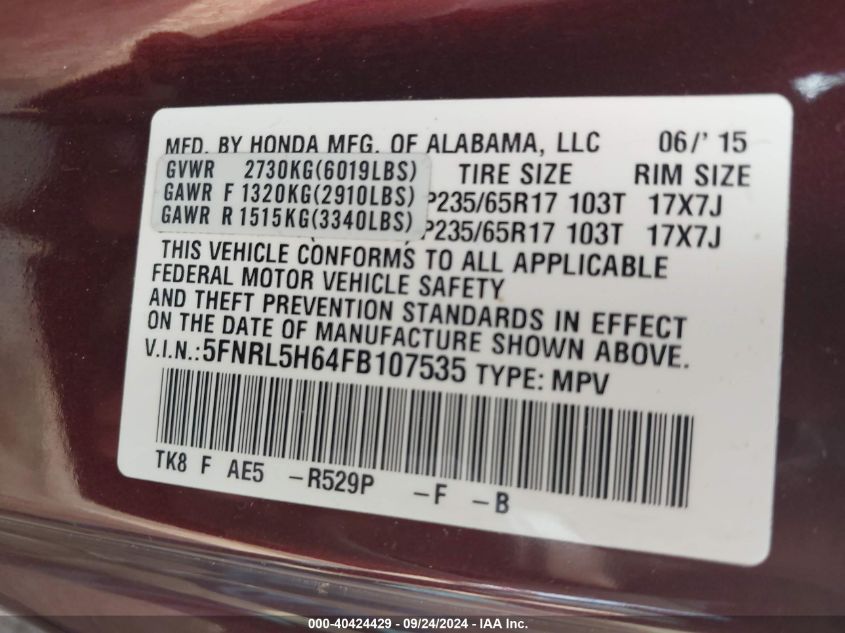 MFD. BY HONDA MFG. OF ALABAMA, LLC 06/' 15
GVWR 2730KG(6019LBS) TIRE SIZE RIM SIZE
GAWR F 1320KG(2910LBS) P235/65R17 103T 17X7J
GAWR R 1515KG(3340LBS) P235/65R17 103T 17X7J
THIS VEHICLE CONFORMS TO ALL APPLICABLE
FEDERAL MOTOR VEHICLE SAFETY
AND THEFT PREVENTION STANDARDS IN EFFECT
ON THE DATE OF MANUFACTURE SHOWN ABOVE.
V.I.N.:5FNRL5H64FB107535 TYPE: MPV
TK8 F AE5 -R529P -F -B
000-40424429 - 09/24/2024 - IAA Inc.